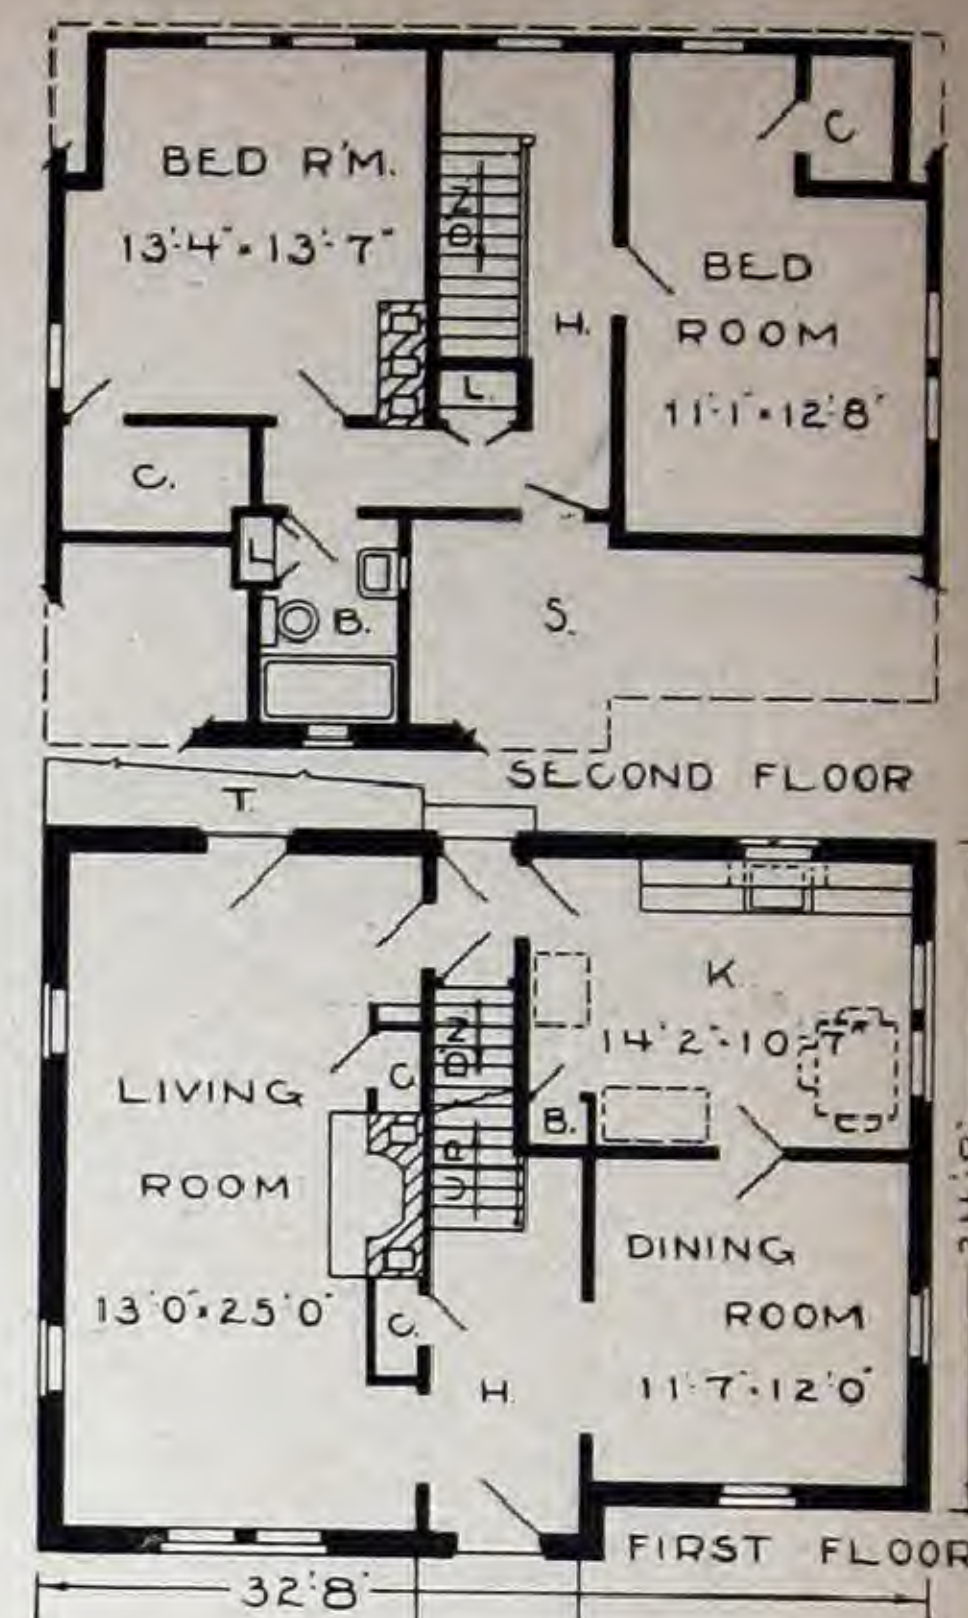 BED R'M.
13'-4" x 13'-7"
DN
C
BED
ROOM
11'-1" x 12'-8"
H.
L.
C.
L
B.
S.
SECOND FLOOR
T.
K.
14'2" x 10'-7"
DN
C.
LIVING
ROOM
13'0" x 25'0"
UP
B.
DINING
ROOM
11'-7" x 12'0"
C.
H.
FIRST FLOOR
32'8"